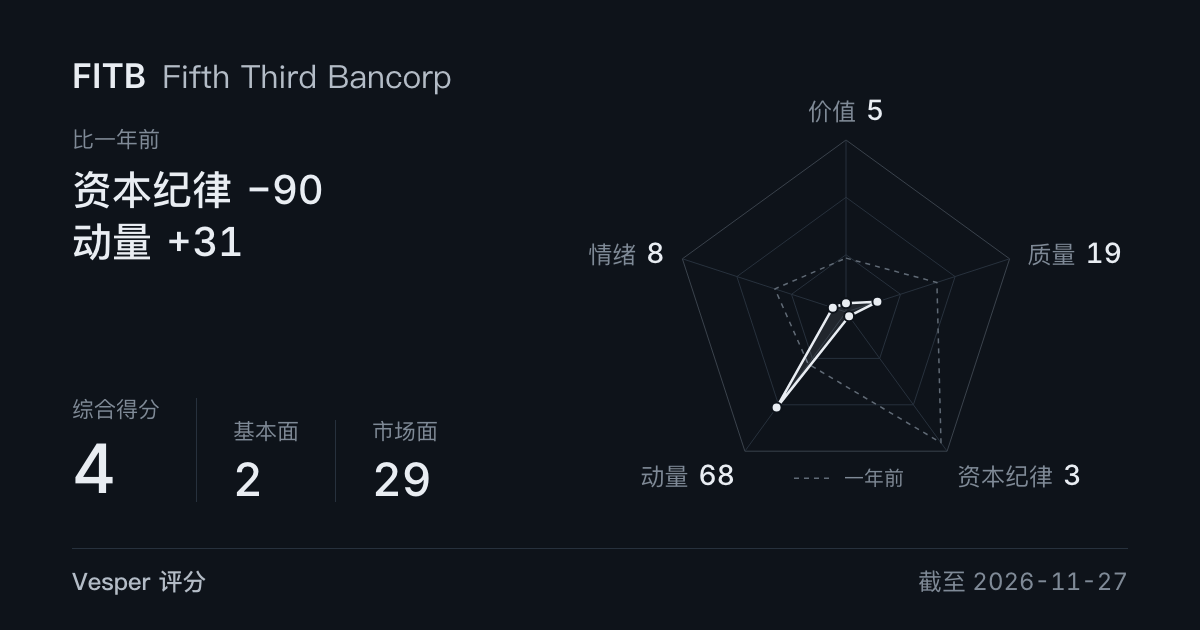 FITB Fifth Third Bancorp
比一年前
资本纪律 −90
动量 +31
综合得分
4
基本面
2
市场面
29
价值 5
情绪 8
质量 19
动量 68
一年前
资本纪律 3
Vesper 评分
截至 2026-11-27